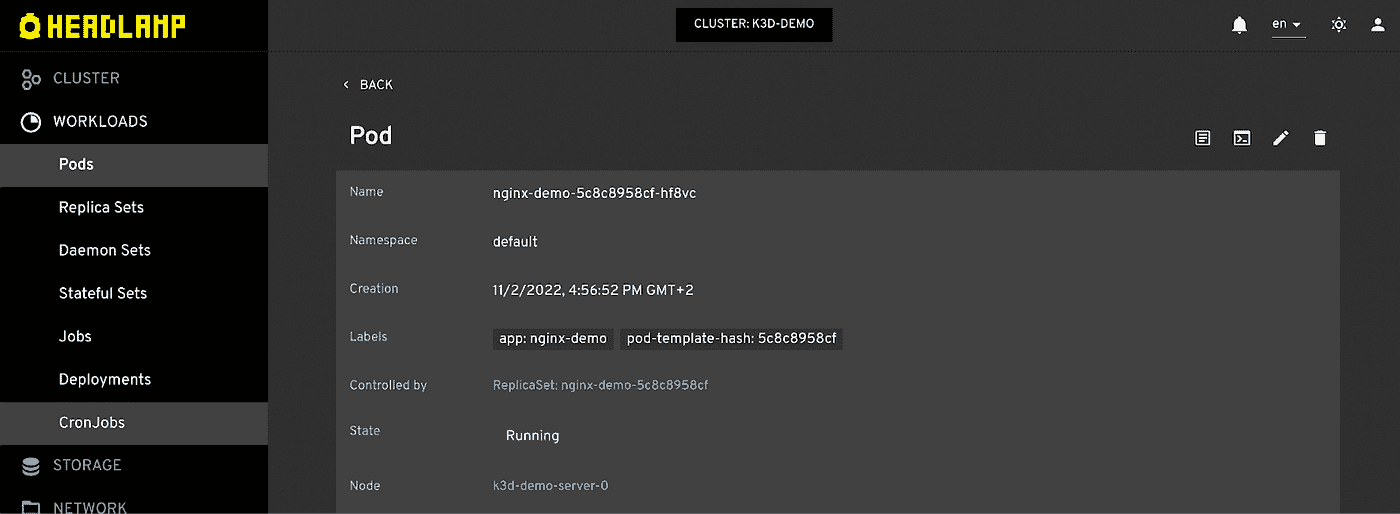 HEADLAMP
CLUSTER: K3D-DEMO
en
CLUSTER
WORKLOADS
Pods
Replica Sets
Daemon Sets
Stateful Sets
Jobs
Deployments
CronJobs
STORAGE
NETWORK
BACK
Pod
Name nginx-demo-5c8c8958cf-hf8vc
Namespace default
Creation 11/2/2022, 4:56:52 PM GMT+2
Labels app: nginx-demo pod-template-hash: 5c8c8958cf
Controlled by ReplicaSet: nginx-demo-5c8c8958cf
State Running
Node k3d-demo-server-0